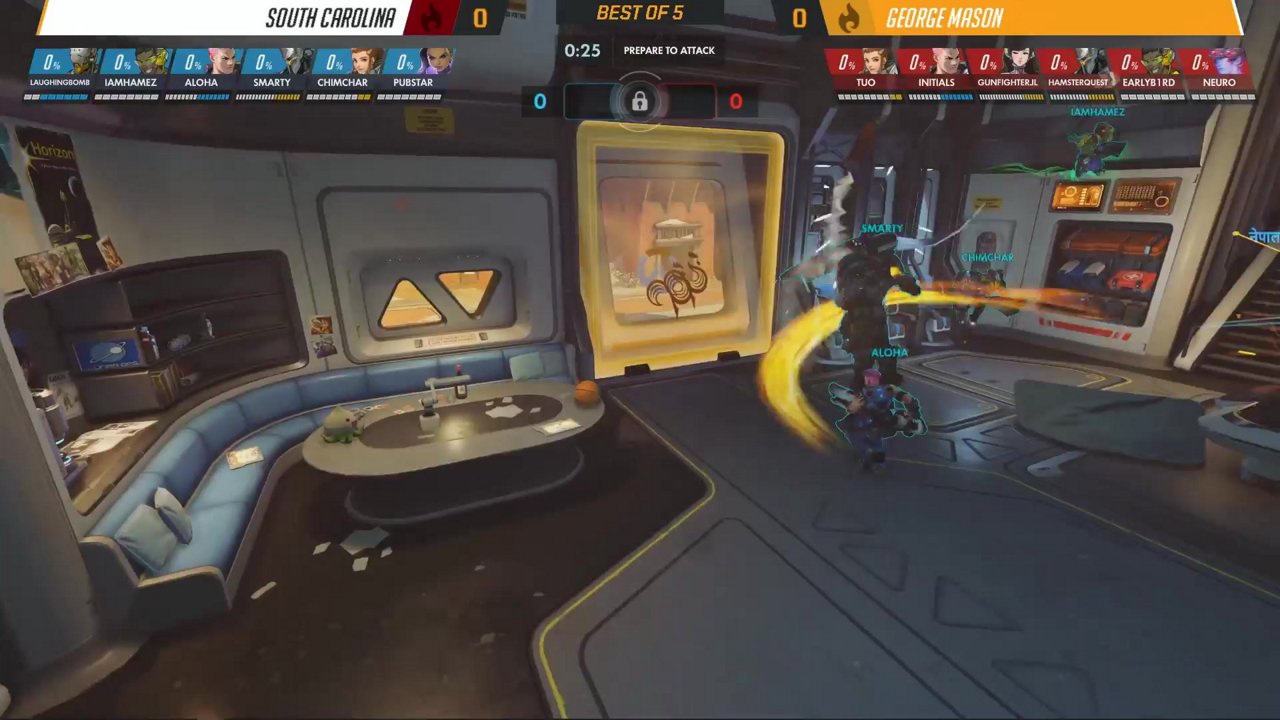 SOUTH CAROLINA
0
BEST OF 5
0
GEORGE MASON
0:25
PREPARE TO ATTACK
0%
0%
0%
0%
0%
0%
LAUGHINGBOMB
IAMHAMEZ
ALOHA
SMARTY
CHIMCHAR
PUBSTAR
0%
0%
0%
0%
0%
0%
TUO
INITIALS
GUNFIGHTERJL
HAMSTERQUEST
EARLYB1RD
NEURO
0
0
IAMHAMEZ
Horizon
SMARTY
नेपाल
CHIMCHAR
ALOHA